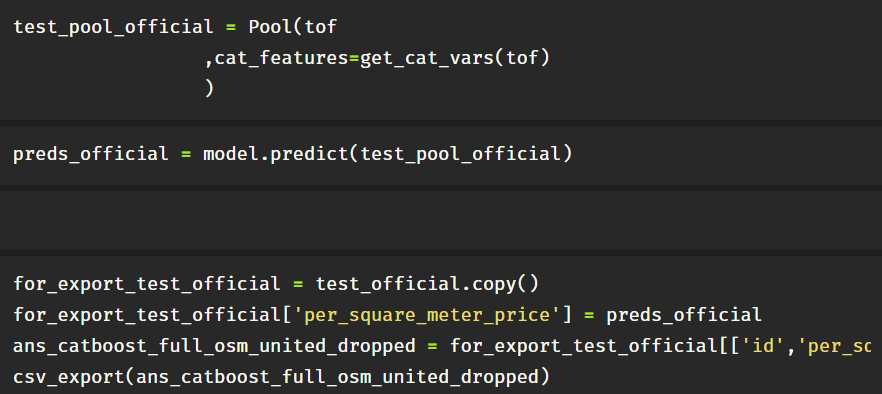 test_pool_official = Pool(tof
,cat_features=get_cat_vars(tof)
)
preds_official = model.predict(test_pool_official)
for_export_test_official = test_official.copy()
for_export_test_official['per_square_meter_price'] = preds_official
ans_catboost_full_osm_united_dropped = for_export_test_official[['id','per_sc
csv_export(ans_catboost_full_osm_united_dropped)